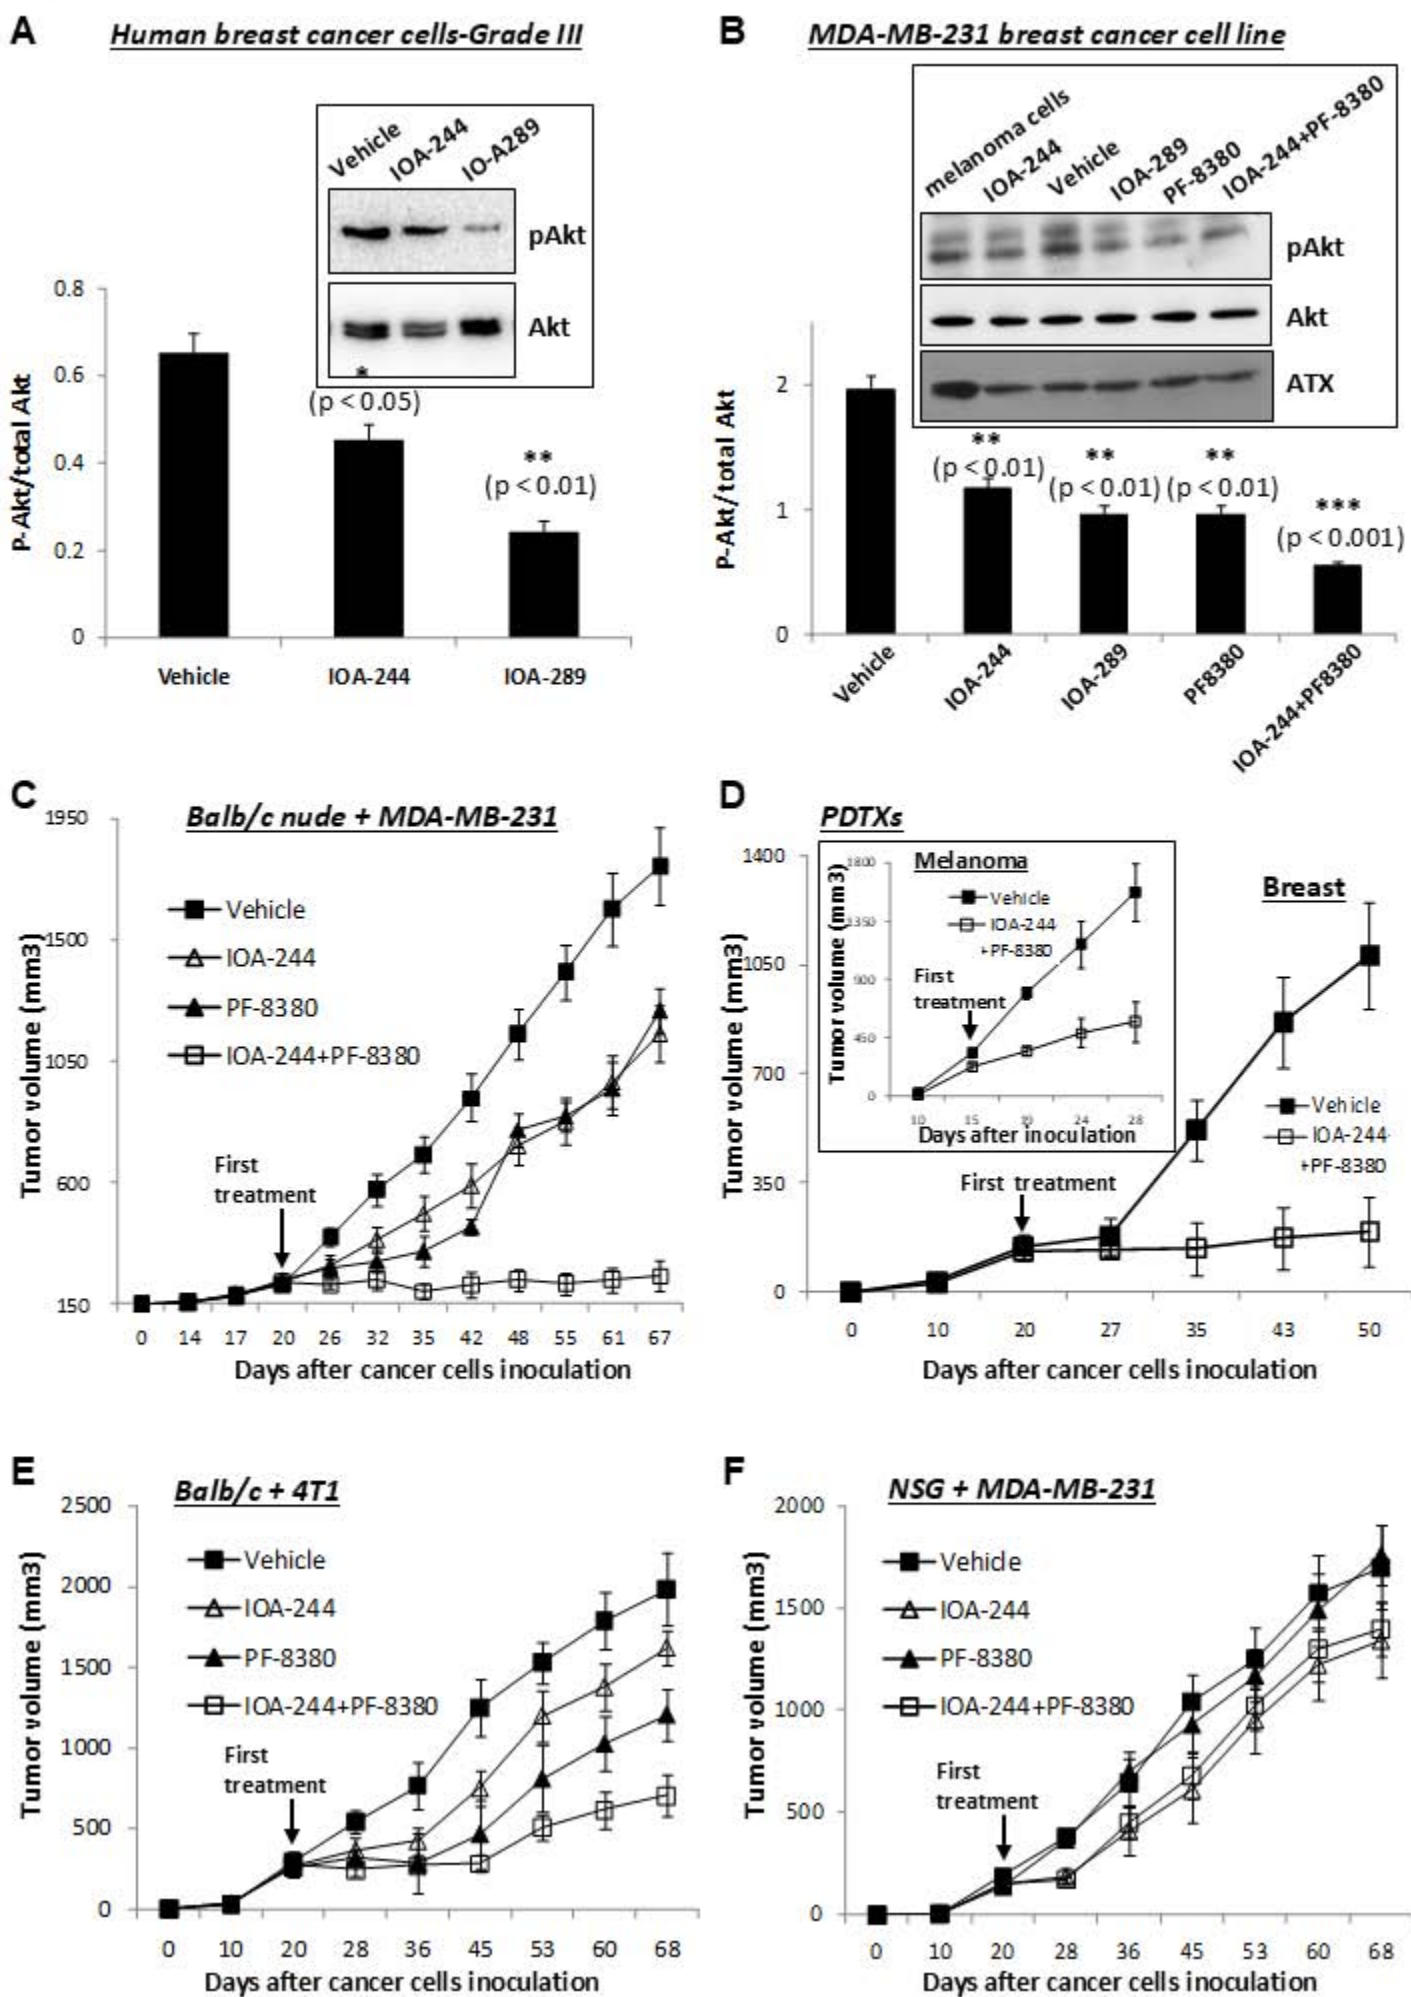 A
Human breast cancer cells-Grade III
Vehicle
IOA-244
IO-A289
pAkt
Akt
P-Akt/total Akt
0.8
0.6
0.4
0.2
0
*
(p < 0.05)
**
(p < 0.01)
Vehicle
IOA-244
IOA-289
B
MDA-MB-231 breast cancer cell line
melanoma cells
IOA-244
Vehicle
IOA-289
PF-8380
IOA-244+PF-8380
pAkt
Akt
ATX
P-Akt/total Akt
2
1
0
**
(p < 0.01)
**
(p < 0.01)
**
(p < 0.01)
***
(p < 0.001)
Vehicle
IOA-244
IOA-289
PF8380
IOA-244+PF8380
C
Balb/c nude + MDA-MB-231
Tumor volume (mm3)
1950
1500
1050
600
150
Vehicle
IOA-244
PF-8380
IOA-244+PF-8380
First
treatment
0 14 17 20 26 32 35 42 48 55 61 67
Days after cancer cells inoculation
D
PDTXs
Tumor volume (mm3)
1400
1050
700
350
0
Melanoma
Tumor volume (mm3)
1800
1350
900
450
0
Vehicle
IOA-244
+PF-8380
First
treatment
10 15 20 24 28
Days after inoculation
Breast
Vehicle
IOA-244
+PF-8380
First treatment
0 10 20 27 35 43 50
Days after cancer cells inoculation
E
Balb/c + 4T1
Tumor volume (mm3)
2500
2000
1500
1000
500
0
Vehicle
IOA-244
PF-8380
IOA-244+PF-8380
First
treatment
0 10 20 28 36 45 53 60 68
Days after cancer cells inoculation
F
NSG + MDA-MB-231
Tumor volume (mm3)
2000
1500
1000
500
0
Vehicle
IOA-244
PF-8380
IOA-244+PF-8380
First
treatment
0 10 20 28 36 45 53 60 68
Days after cancer cells inoculation